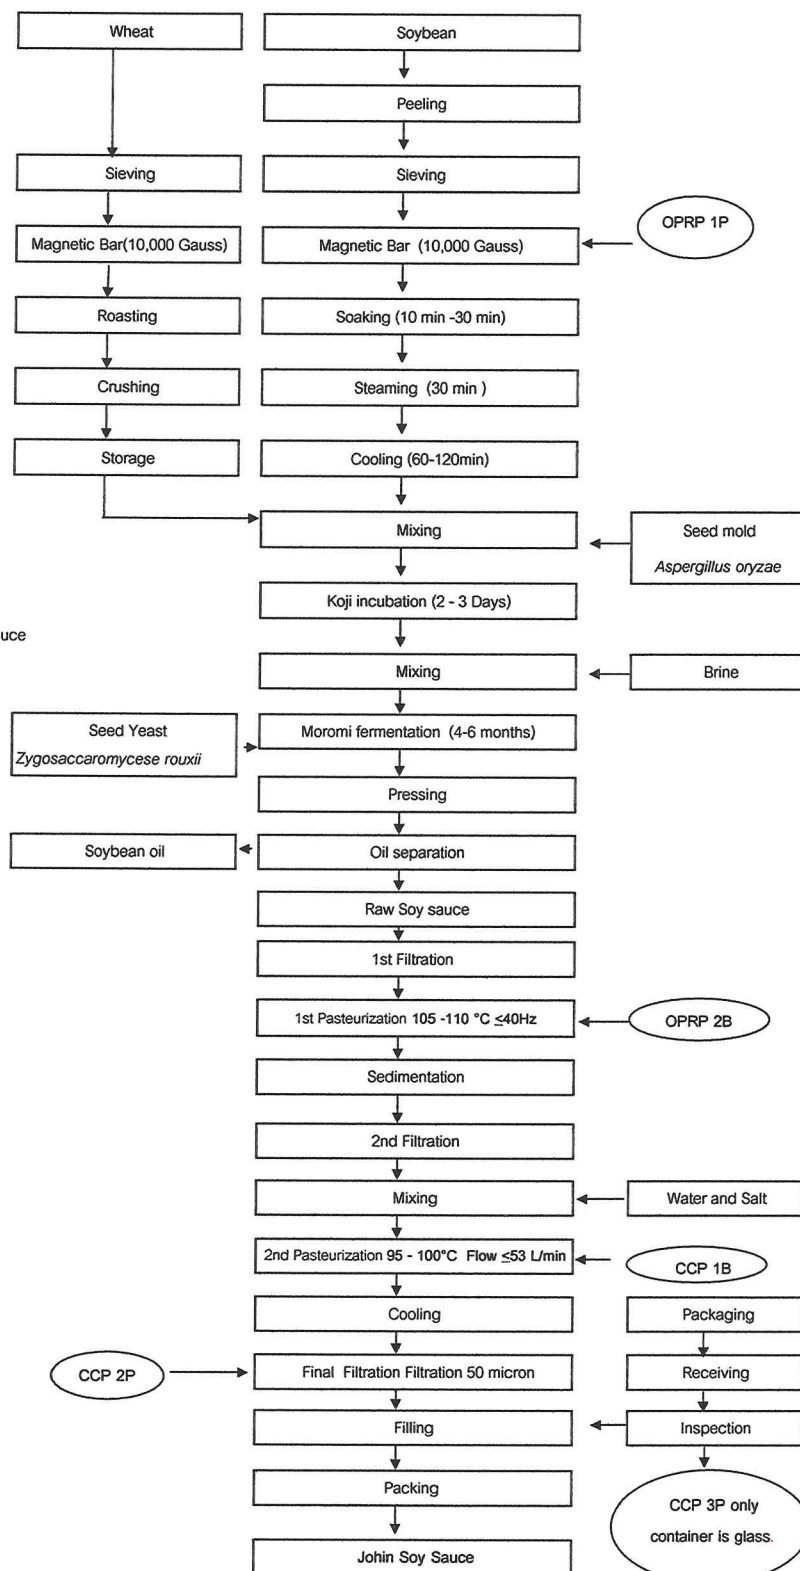 Wheat
Soybean
Peeling
Sieving
Sieving
OPRP 1P
Magnetic Bar(10,000 Gauss)
Magnetic Bar (10,000 Gauss)
Roasting
Soaking (10 min -30 min)
Crushing
Steaming (30 min )
Storage
Cooling (60-120min)
Mixing
Seed mold
Aspergillus oryzae
Koji incubation (2 - 3 Days)
uce
Mixing
Brine
Seed Yeast
Zygosaccaromycese rouxii
Moromi fermentation (4-6 months)
Pressing
Soybean oil
Oil separation
Raw Soy sauce
1st Filtration
1st Pasteurization 105 -110 °C ≤40Hz
OPRP 2B
Sedimentation
2nd Filtration
Mixing
Water and Salt
2nd Pasteurization 95 - 100°C Flow ≤53 L/min
CCP 1B
Cooling
Packaging
CCP 2P
Final Filtration Filtration 50 micron
Receiving
Filling
Inspection
Packing
CCP 3P only
container is glass.
Johin Soy Sauce